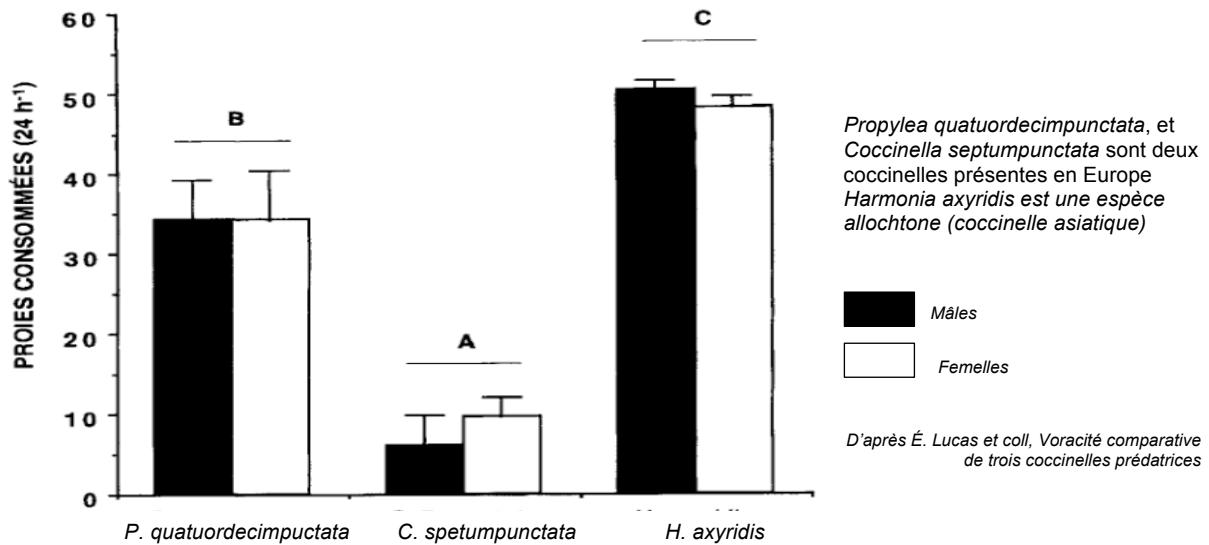 PROIES CONSOMMÉES (24 h⁻¹)
60
50
40
30
20
10
0
B
A
C
P. quatuordecimpuctata
C. spetumpunctata
H. axyridis
Propylea quatuordecimpunctata, et
Coccinella septumpunctata sont deux
coccinelles présentes en Europe
Harmonia axyridis est une espèce
allochtone (coccinelle asiatique)
Mâles
Femelles
D'après É. Lucas et coll, Voracité comparative
de trois coccinelles prédatrices